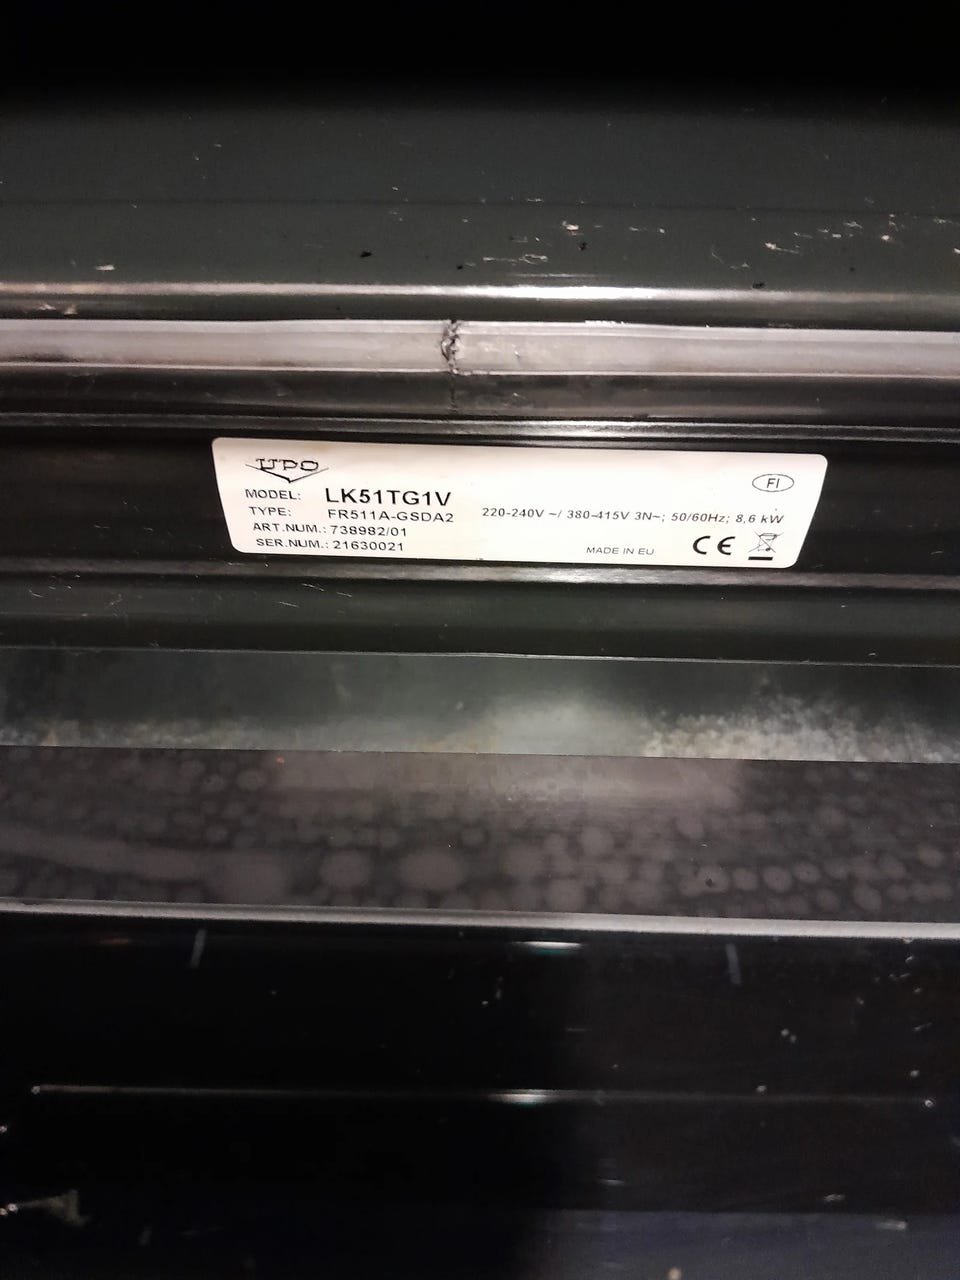 UPO
FI
MODEL: LK51TG1V
TYPE: FR511A-GSDA2
220-240V ~/ 380-415V 3N~; 50/60Hz; 8,6 kW
ART.NUM.: 738982/01
SER.NUM.: 21630021
MADE IN EU
CE